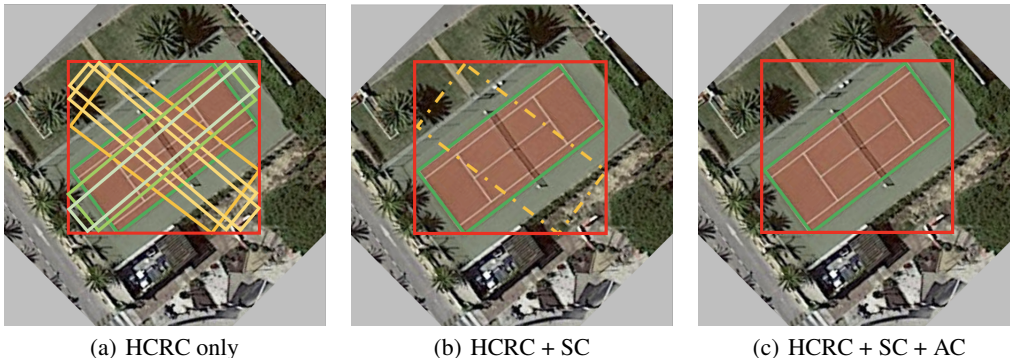 (a) HCRC only
(b) HCRC + SC
(c) HCRC + SC + AC